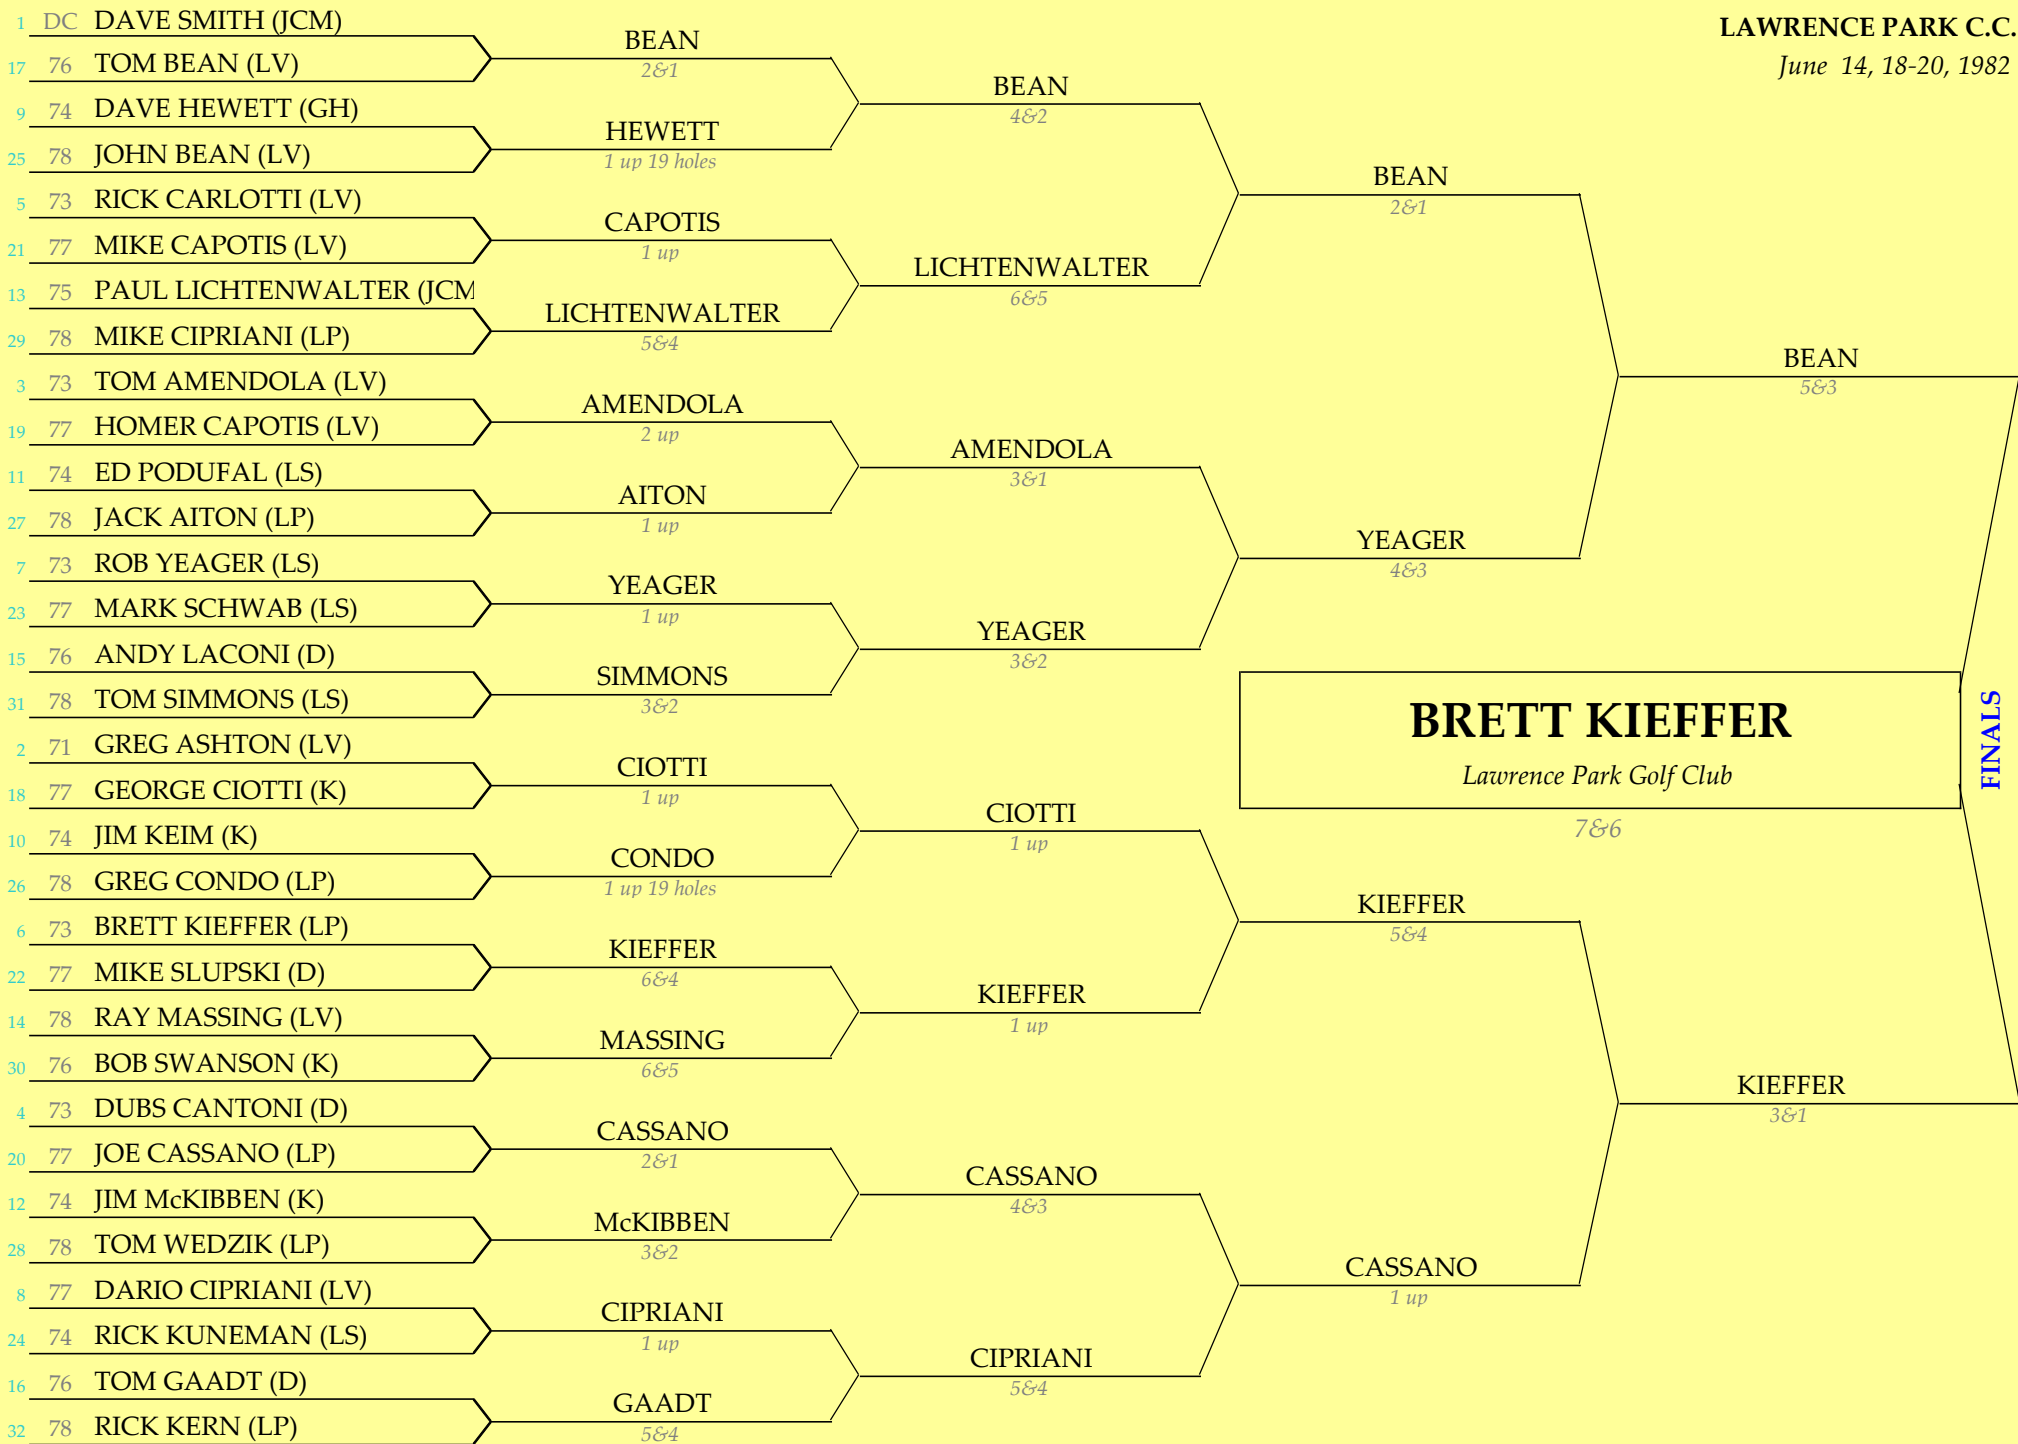 LAWRENCE PARK C.C.
June 14, 18-20, 1982
1 DC DAVE SMITH (JCM)
17 76 TOM BEAN (LV)
9 74 DAVE HEWETT (GH)
25 78 JOHN BEAN (LV)
5 73 RICK CARLOTTI (LV)
21 77 MIKE CAPOTIS (LV)
13 75 PAUL LICHTENWALTER (JCM
29 78 MIKE CIPRIANI (LP)
3 73 TOM AMENDOLA (LV)
19 77 HOMER CAPOTIS (LV)
11 74 ED PODUFAL (LS)
27 78 JACK AITON (LP)
7 73 ROB YEAGER (LS)
23 77 MARK SCHWAB (LS)
15 76 ANDY LACONI (D)
31 78 TOM SIMMONS (LS)
2 71 GREG ASHTON (LV)
18 77 GEORGE CIOTTI (K)
10 74 JIM KEIM (K)
26 78 GREG CONDO (LP)
6 73 BRETT KIEFFER (LP)
22 77 MIKE SLUPSKI (D)
14 78 RAY MASSING (LV)
30 76 BOB SWANSON (K)
4 73 DUBS CANTONI (D)
20 77 JOE CASSANO (LP)
12 74 JIM McKIBBEN (K)
28 78 TOM WEDZIK (LP)
8 77 DARIO CIPRIANI (LV)
24 74 RICK KUNEMAN (LS)
16 76 TOM GAADT (D)
32 78 RICK KERN (LP)
BEAN
2&1
HEWETT
1 up 19 holes
CAPOTIS
1 up
LICHTENWALTER
5&4
AMENDOLA
2 up
AITON
1 up
YEAGER
1 up
SIMMONS
3&2
CIOTTI
1 up
CONDO
1 up 19 holes
KIEFFER
6&4
MASSING
6&5
CASSANO
2&1
McKIBBEN
3&2
CIPRIANI
1 up
GAADT
5&4
BEAN
4&2
LICHTENWALTER
6&5
AMENDOLA
3&1
YEAGER
3&2
CIOTTI
1 up
KIEFFER
1 up
CASSANO
4&3
CIPRIANI
5&4
BEAN
2&1
YEAGER
4&3
KIEFFER
5&4
CASSANO
1 up
BEAN
5&3
KIEFFER
3&1
FINALS
BRETT KIEFFER
Lawrence Park Golf Club
7&6